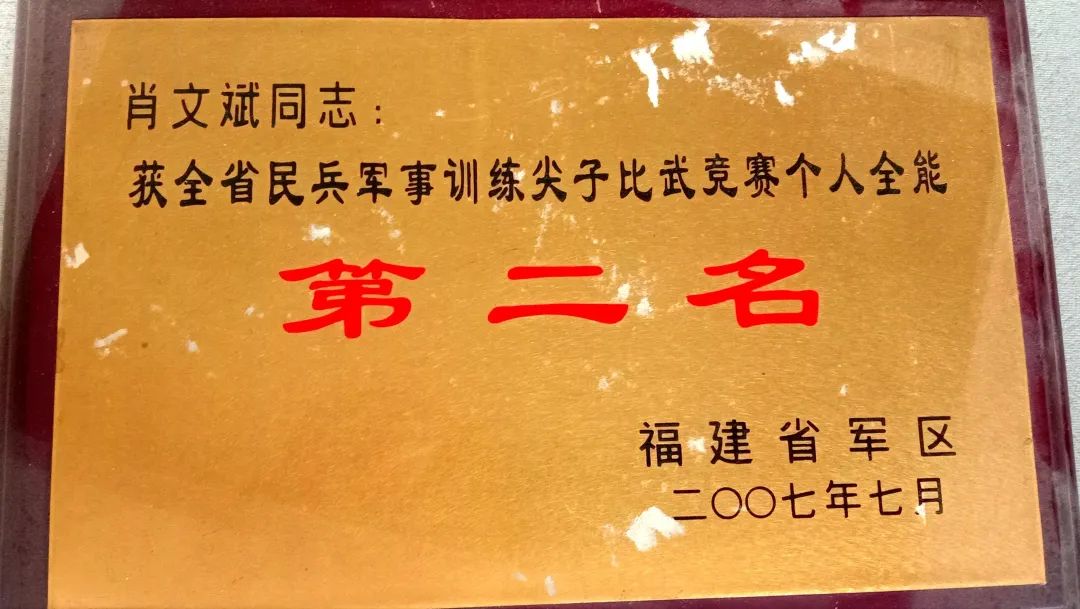 肖文斌同志：
获全省民兵军事训练尖子比武竞赛个人全能
第二名
福建省军区
二〇〇七年七月